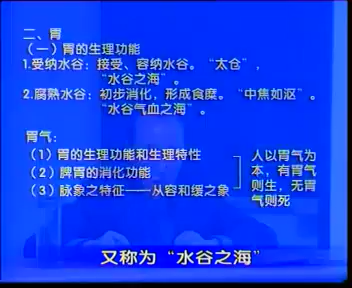 二、胃
（一）胃的生理功能
1.受纳水谷：接受、容纳水谷。“太仓”，
“水谷之海”。
2.腐熟水谷：初步消化，形成食糜。“中焦如沤”。
“水谷气血之海”。
胃气：
（1）胃的生理功能和生理特性
（2）脾胃的消化功能
（3）脉象之特征——从容和缓之象
人以胃气为
本，有胃气
则生，无胃
气则死
又称为“水谷之海”